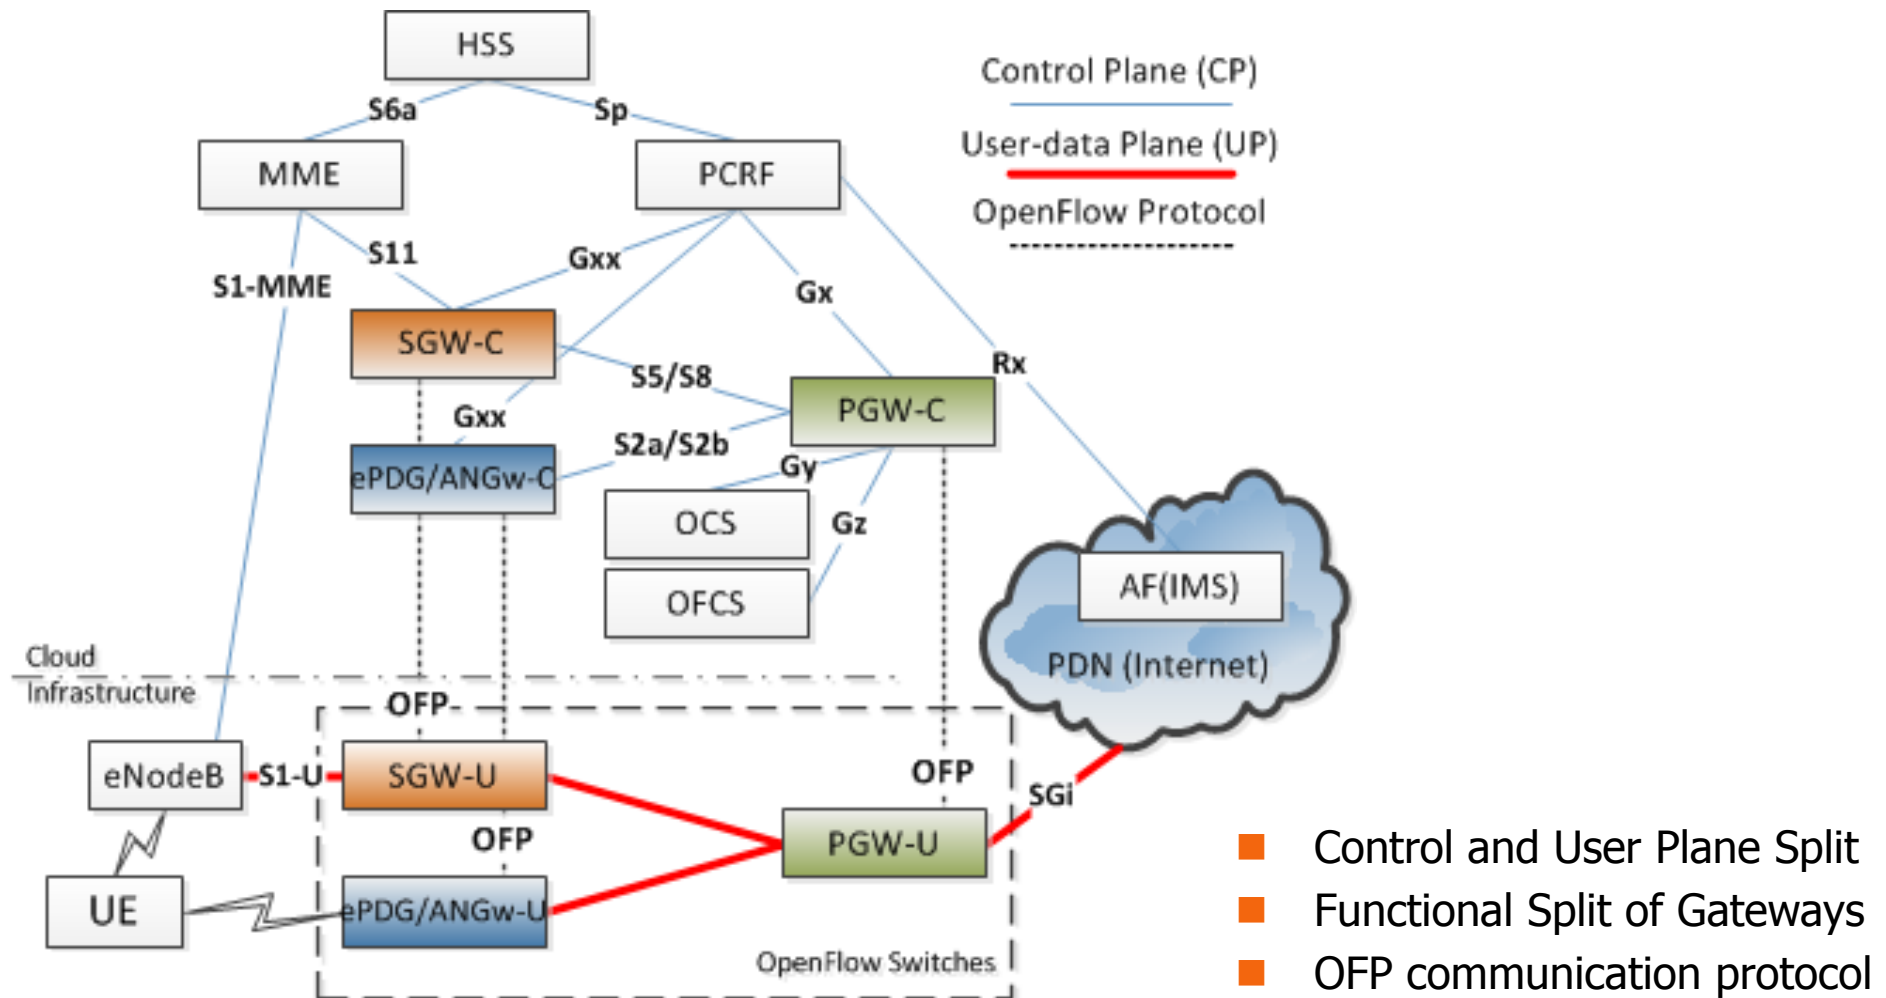 HSS
Control Plane (CP)
S6a
Sp
User-data Plane (UP)
MME
PCRF
OpenFlow Protocol
S11
Gxx
S1-MME
Gx
SGW-C
Rx
S5/S8
PGW-C
Gxx
S2a/S2b
Gy
ePDG/ANGw-C
OCS
Gz
AF(IMS)
OFCS
Cloud
PDN (Internet)
Infrastructure
OFP
eNodeB
S1-U
SGW-U
OFP
SGi
OFP
PGW-U
UE
ePDG/ANGw-U
OpenFlow Switches
Control and User Plane Split
Functional Split of Gateways
OFP communication protocol